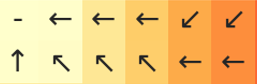 - ← ← ← ↙ ↙
↑ ↖ ↖ ↖ ← ←